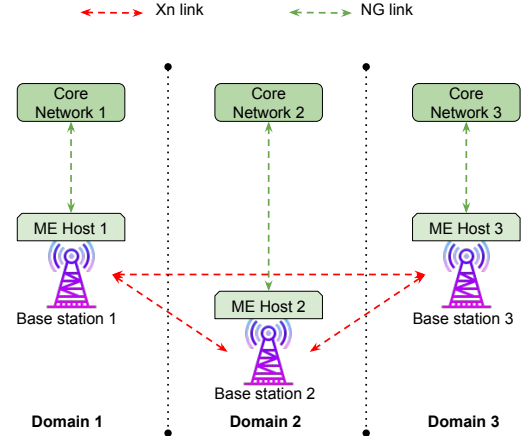 Xn link
NG link
Core
Network 1
Core
Network 2
Core
Network 3
ME Host 1
ME Host 3
Base station 1
ME Host 2
Base station 3
Base station 2
Domain 1
Domain 2
Domain 3